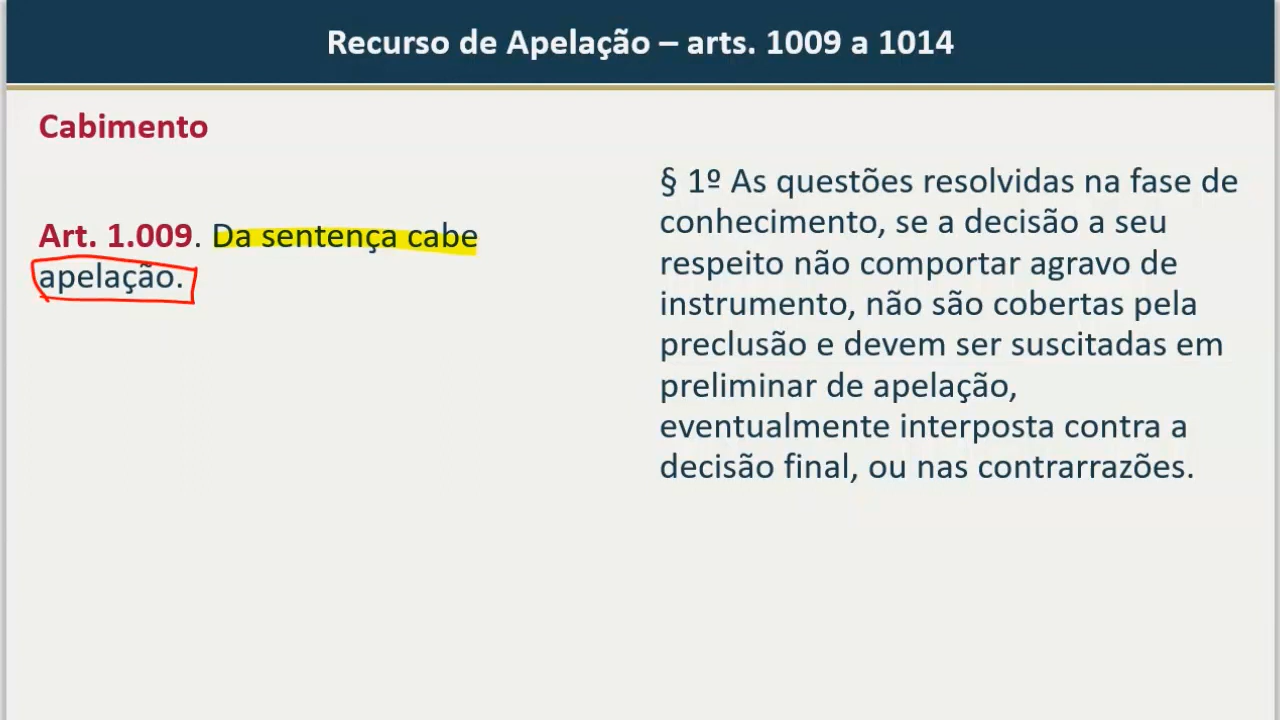 Recurso de Apelação – arts. 1009 a 1014
Cabimento
Art. 1.009. Da sentença cabe
apelação.
§ 1º As questões resolvidas na fase de
conhecimento, se a decisão a seu
respeito não comportar agravo de
instrumento, não são cobertas pela
preclusão e devem ser suscitadas em
preliminar de apelação,
eventualmente interposta contra a
decisão final, ou nas contrarrazões.